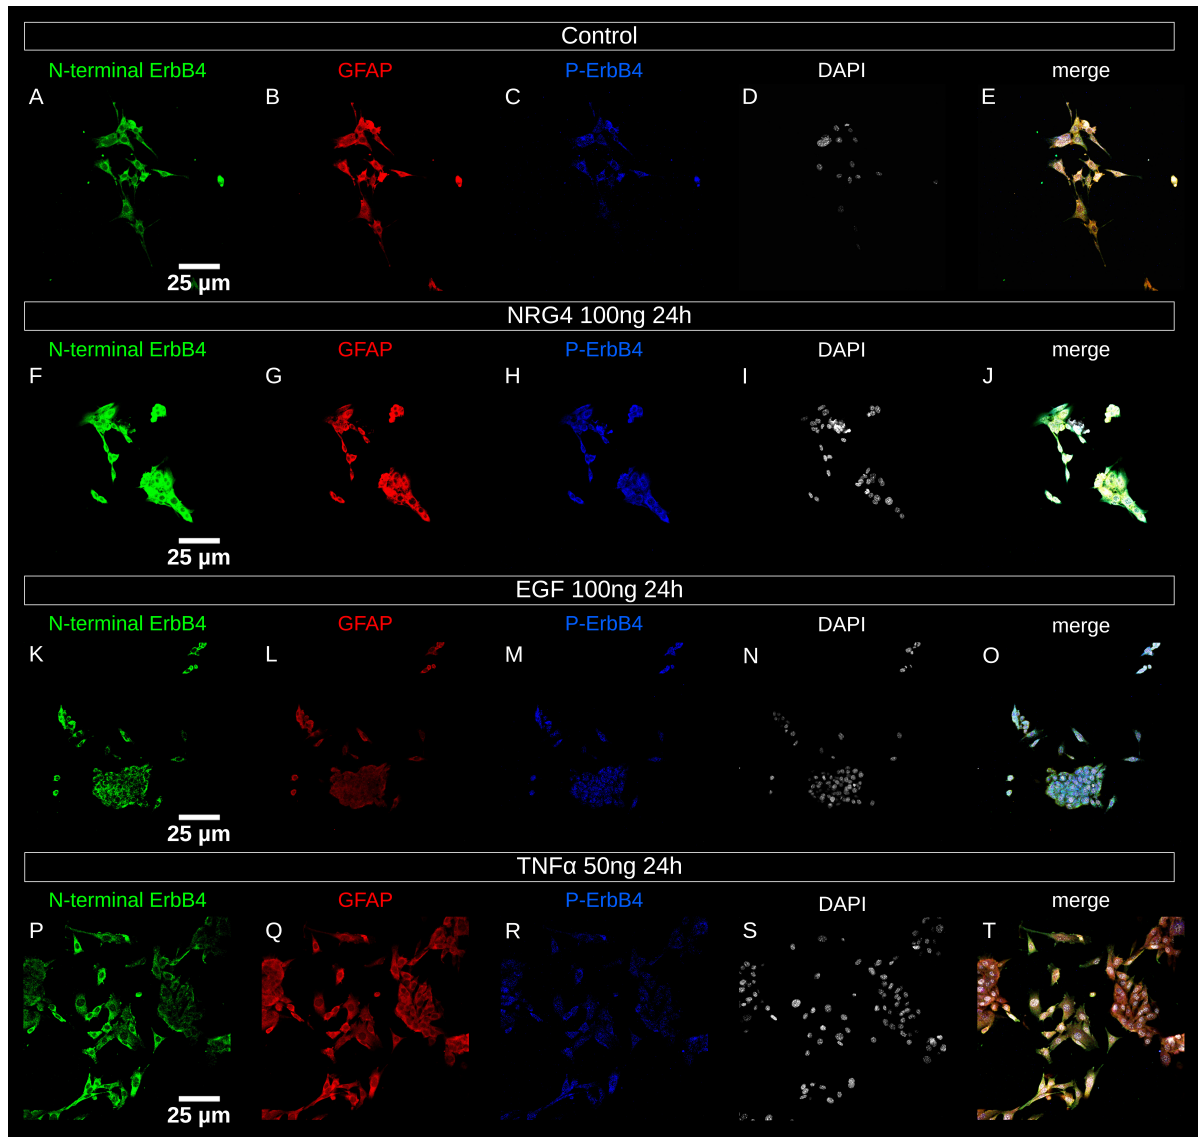 Control
N-terminal ErbB4 GFAP P-ErbB4 DAPI merge
A B C D E
25 µm
NRG4 100ng 24h
N-terminal ErbB4 GFAP P-ErbB4 DAPI merge
F G H I J
25 µm
EGF 100ng 24h
N-terminal ErbB4 GFAP P-ErbB4 DAPI merge
K L M N O
25 µm
TNFα 50ng 24h
N-terminal ErbB4 GFAP P-ErbB4 DAPI merge
P Q R S T
25 µm